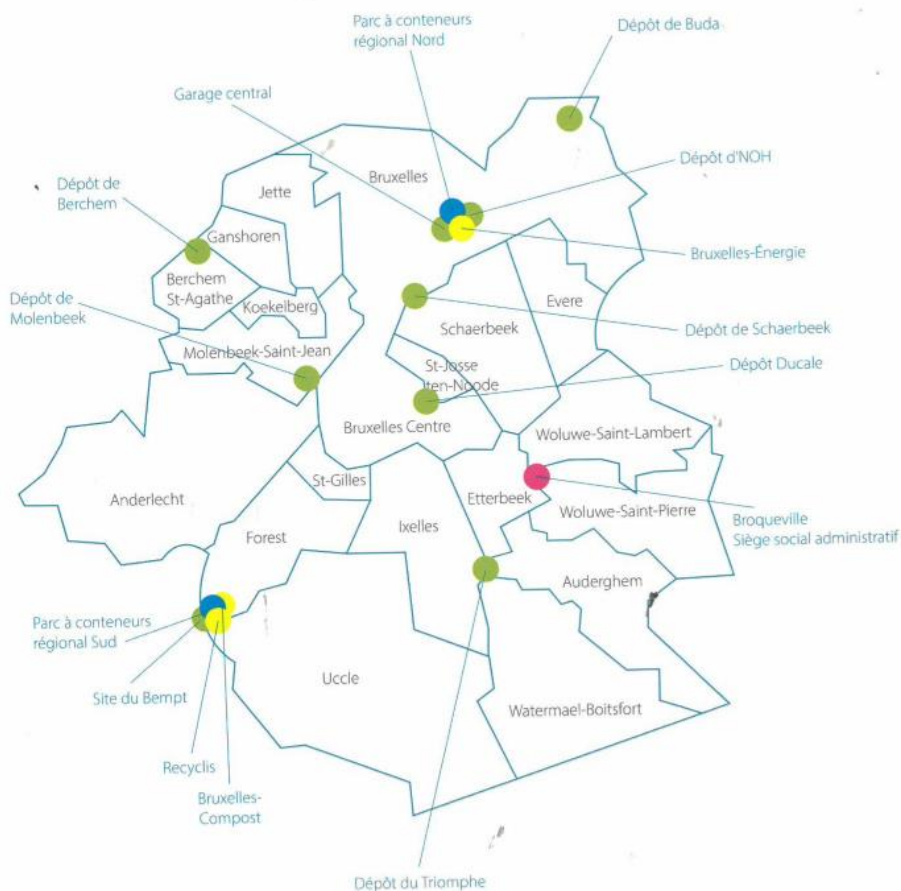 Parc à conteneurs
régional Nord
Dépôt de Buda
Garage central
Dépôt d'NOH
Bruxelles
Jette
Dépôt de
Berchem
Ganshoren
Bruxelles-Énergie
Berchem
St-Agathe
Evere
Dépôt de
Molenbeek
Koekelberg
Schaerbeek
Dépôt de Schaerbeek
Molenbeek-Saint-Jean
St-Josse
ten-Noode
Dépôt Ducale
Bruxelles Centre
Woluwe-Saint-Lambert
St-Gilles
Anderlecht
Etterbeek
Woluwe-Saint-Pierre
Broqueville
Siège social administratif
Ixelles
Forest
Auderghem
Parc à conteneurs
régional Sud
Uccle
Site du Bempt
Watermael-Boitsfort
Recyclis
Bruxelles-
Compost
Dépôt du Triomphe